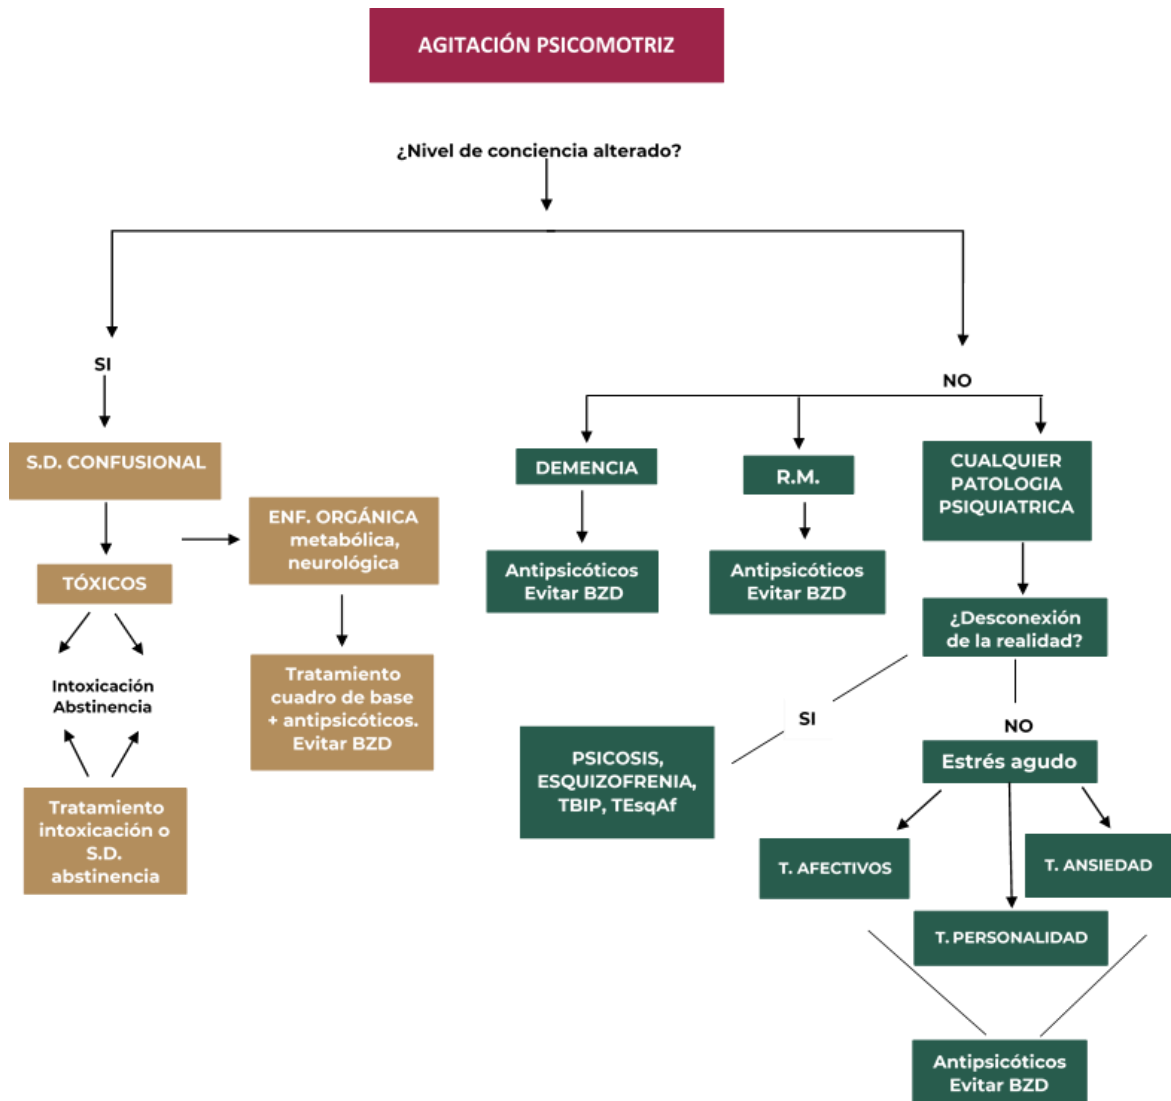 AGITACIÓN PSICOMOTRIZ
¿Nivel de conciencia alterado?
SI
S.D. CONFUSIONAL
TÓXICOS
Intoxicación
Abstinencia
Tratamiento
intoxicación o
S.D.
abstinencia
ENF. ORGÁNICA
metabólica,
neurológica
Tratamiento
cuadro de base
+ antipsicóticos.
Evitar BZD
NO
DEMENCIA
Antipsicóticos
Evitar BZD
R.M.
Antipsicóticos
Evitar BZD
CUALQUIER
PATOLOGIA
PSIQUIATRICA
¿Desconexión
de la realidad?
SI
PSICOSIS,
ESQUIZOFRENIA,
TBIP, TEsqAf
NO
Estrés agudo
T. AFECTIVOS
T. PERSONALIDAD
T. ANSIEDAD
Antipsicóticos
Evitar BZD